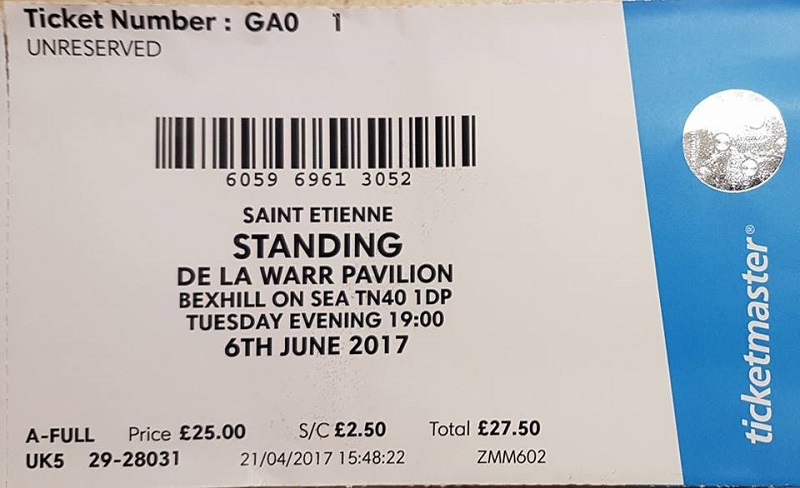 Ticket Number : GA0 1
UNRESERVED
6059 6961 3052
SAINT ETIENNE
STANDING
DE LA WARR PAVILION
BEXHILL ON SEA TN40 1DP
TUESDAY EVENING 19:00
6TH JUNE 2017
A-FULL Price £25.00 S/C £2.50 Total £27.50
UK5 29-28031 21/04/2017 15:48:22 ZMM602
ticketmaster®